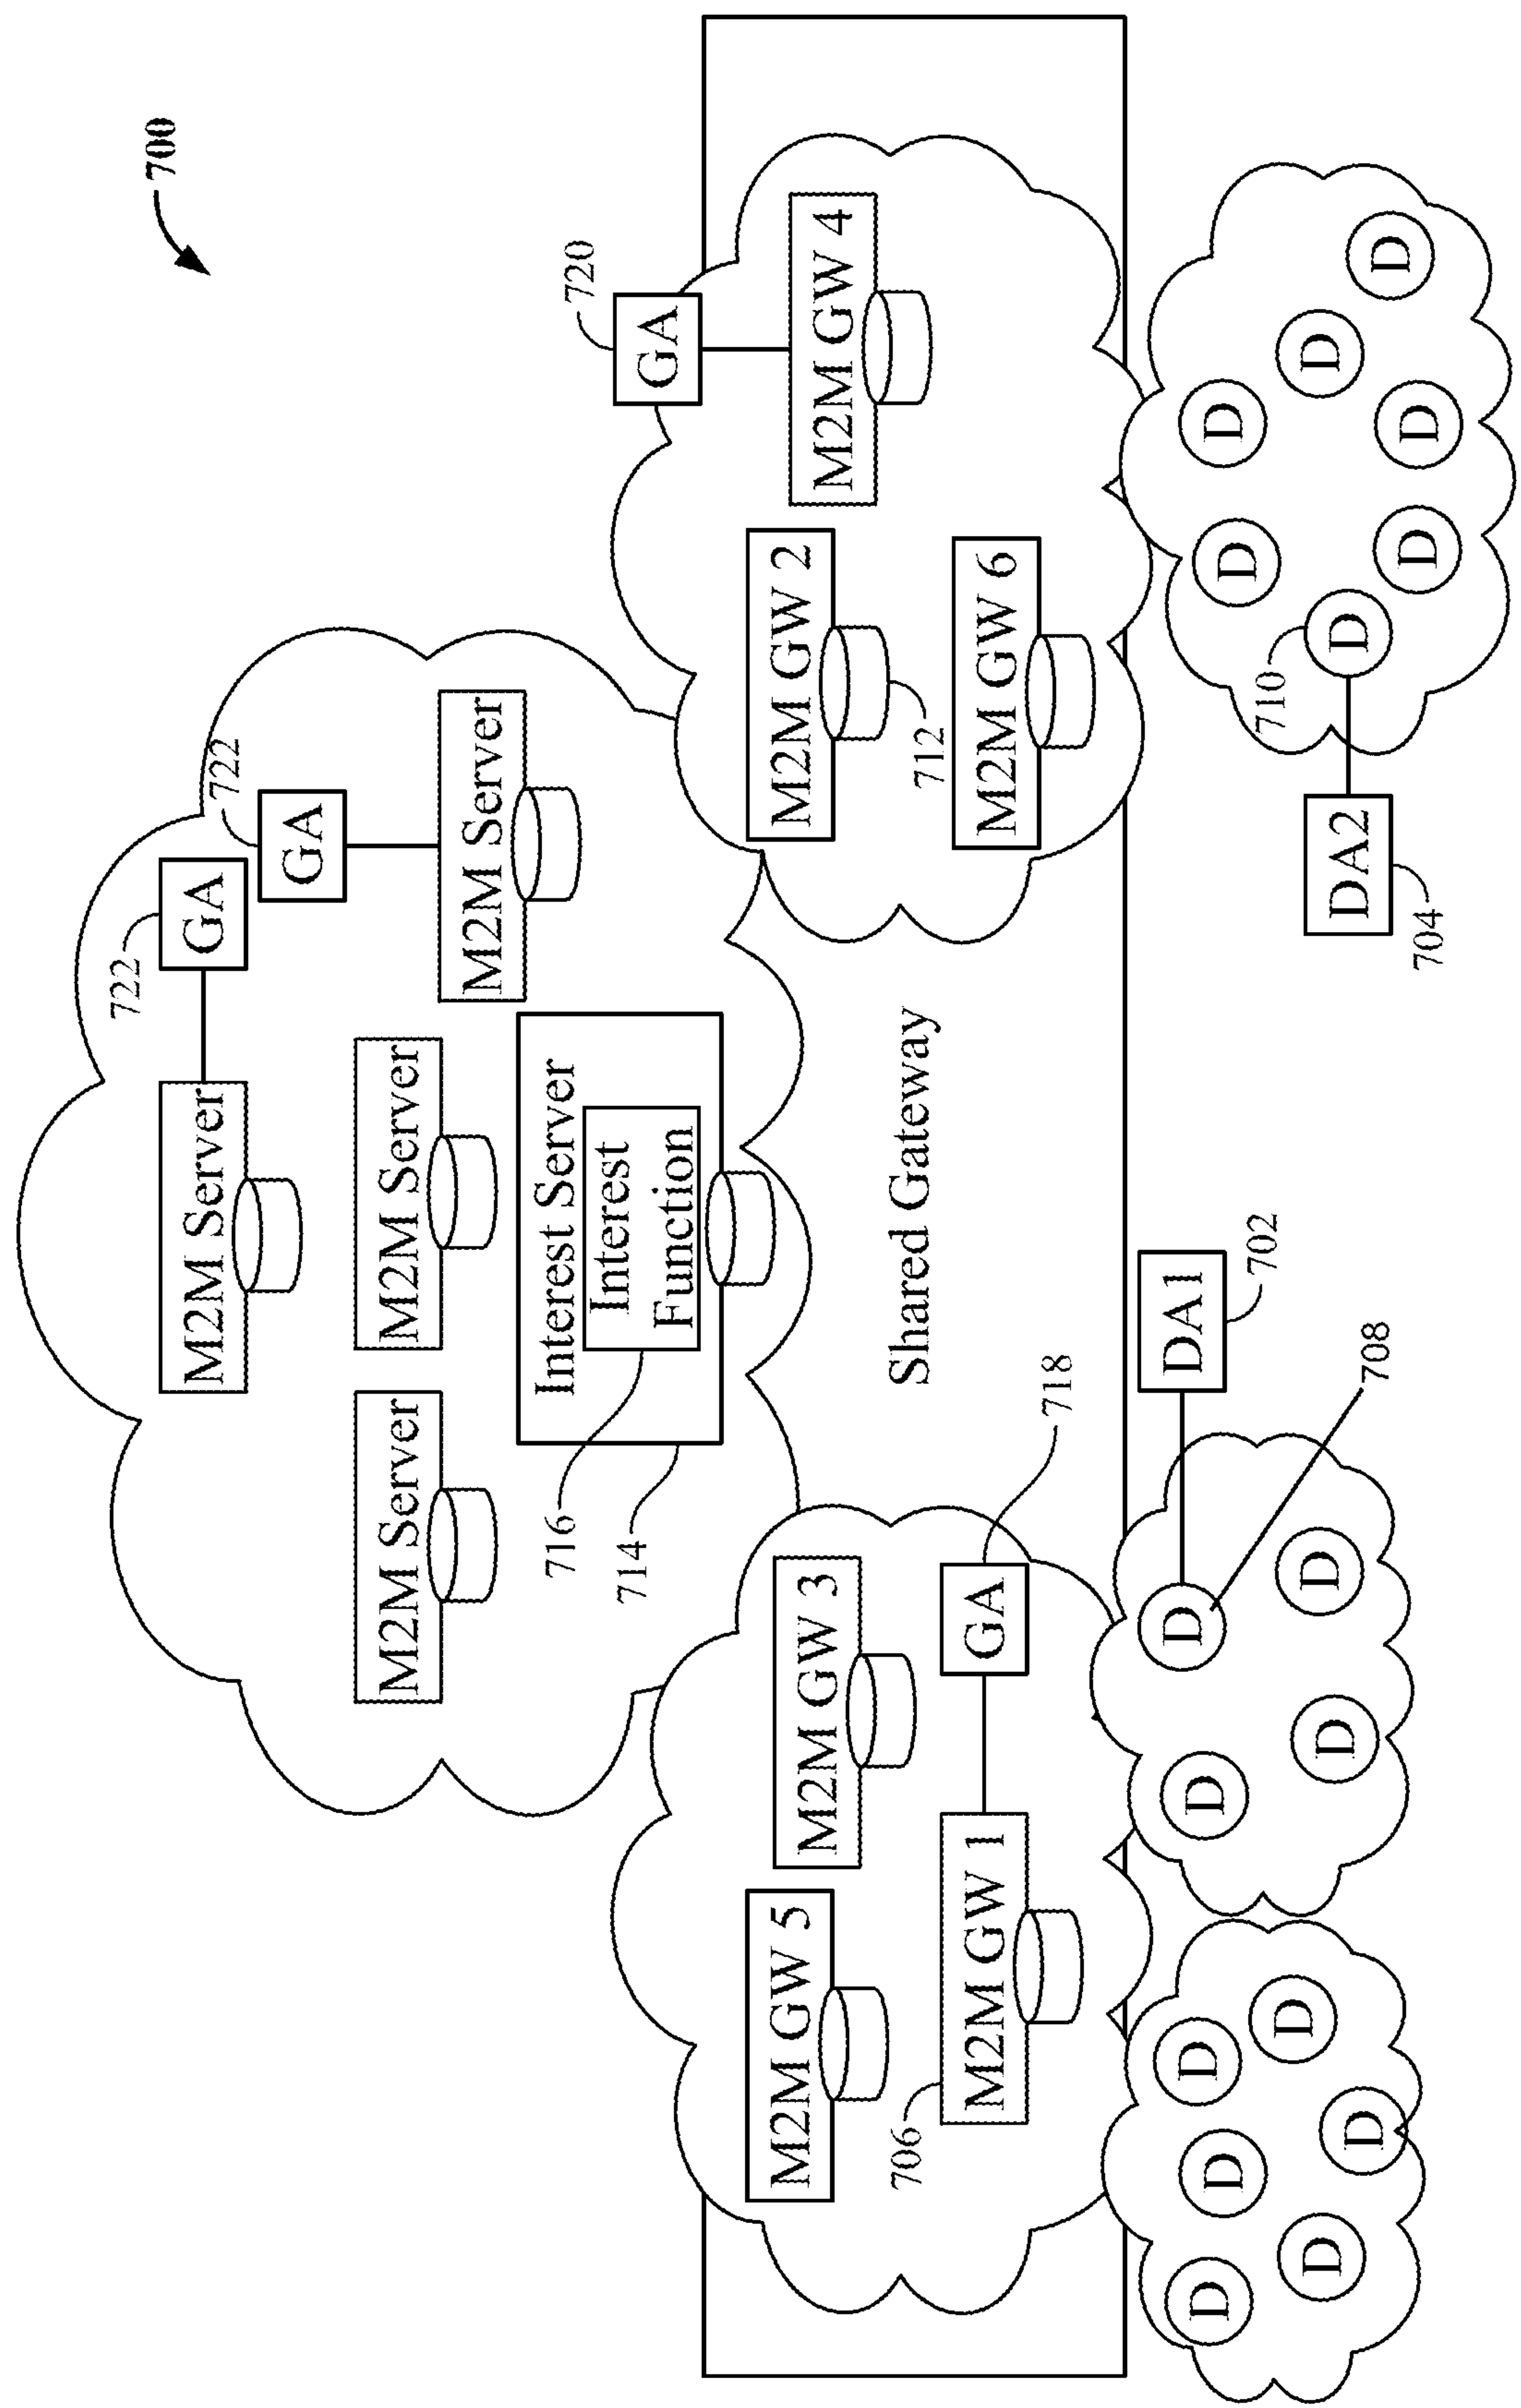 700
722
M2M Server
GA
722
GA
M2M Server
M2M Server
M2M Server
716
Interest Server
Interest
Function
714
720
GA
M2M GW 5
M2M GW 3
M2M GW 2
M2M GW 4
706
Shared Gateway
712
M2M GW 1
GA
718
M2M GW 6
D
D
D
D
D
D
D
D
D
D
DA1
702
708
D
D
D
D
D
D
D
710
DA2
704